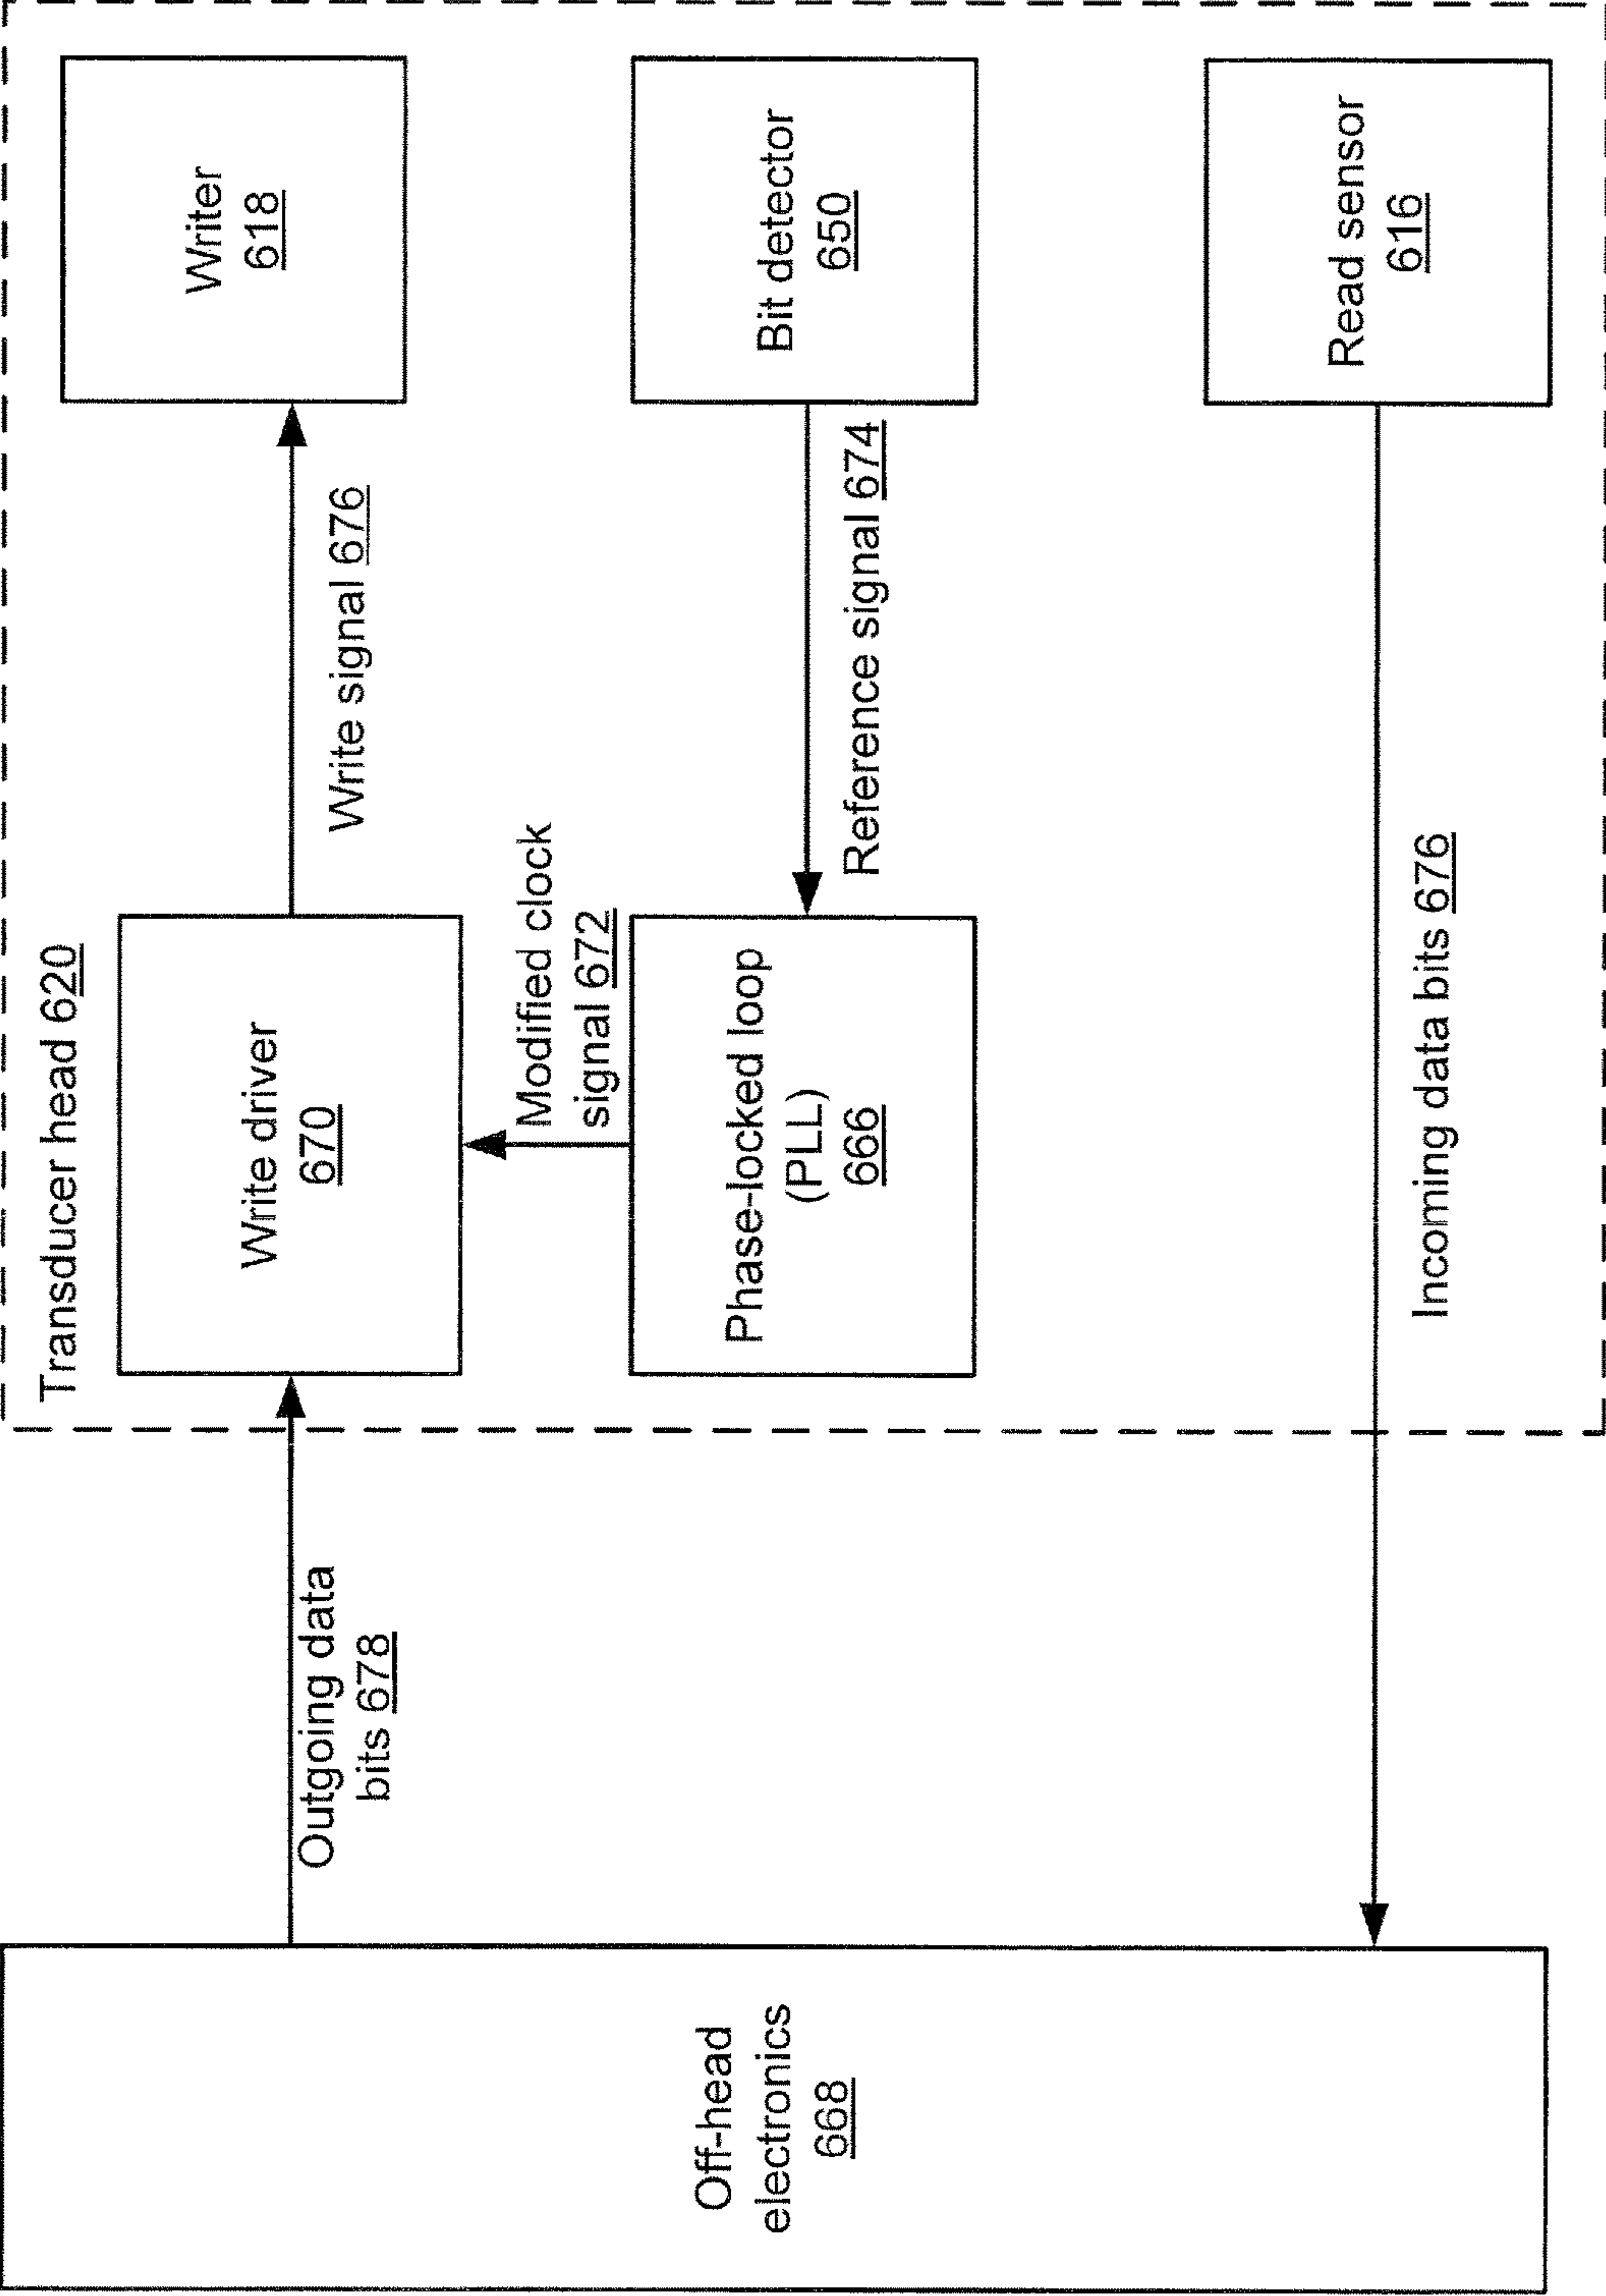 Transducer head 620
Writer
618
Write signal 676
Write driver
670
Outgoing data
bits 678
Modified clock
signal 672
Bit detector
650
Reference signal 674
Phase-locked loop
(PLL)
666
Off-head
electronics
668
Read sensor
616
Incoming data bits 676